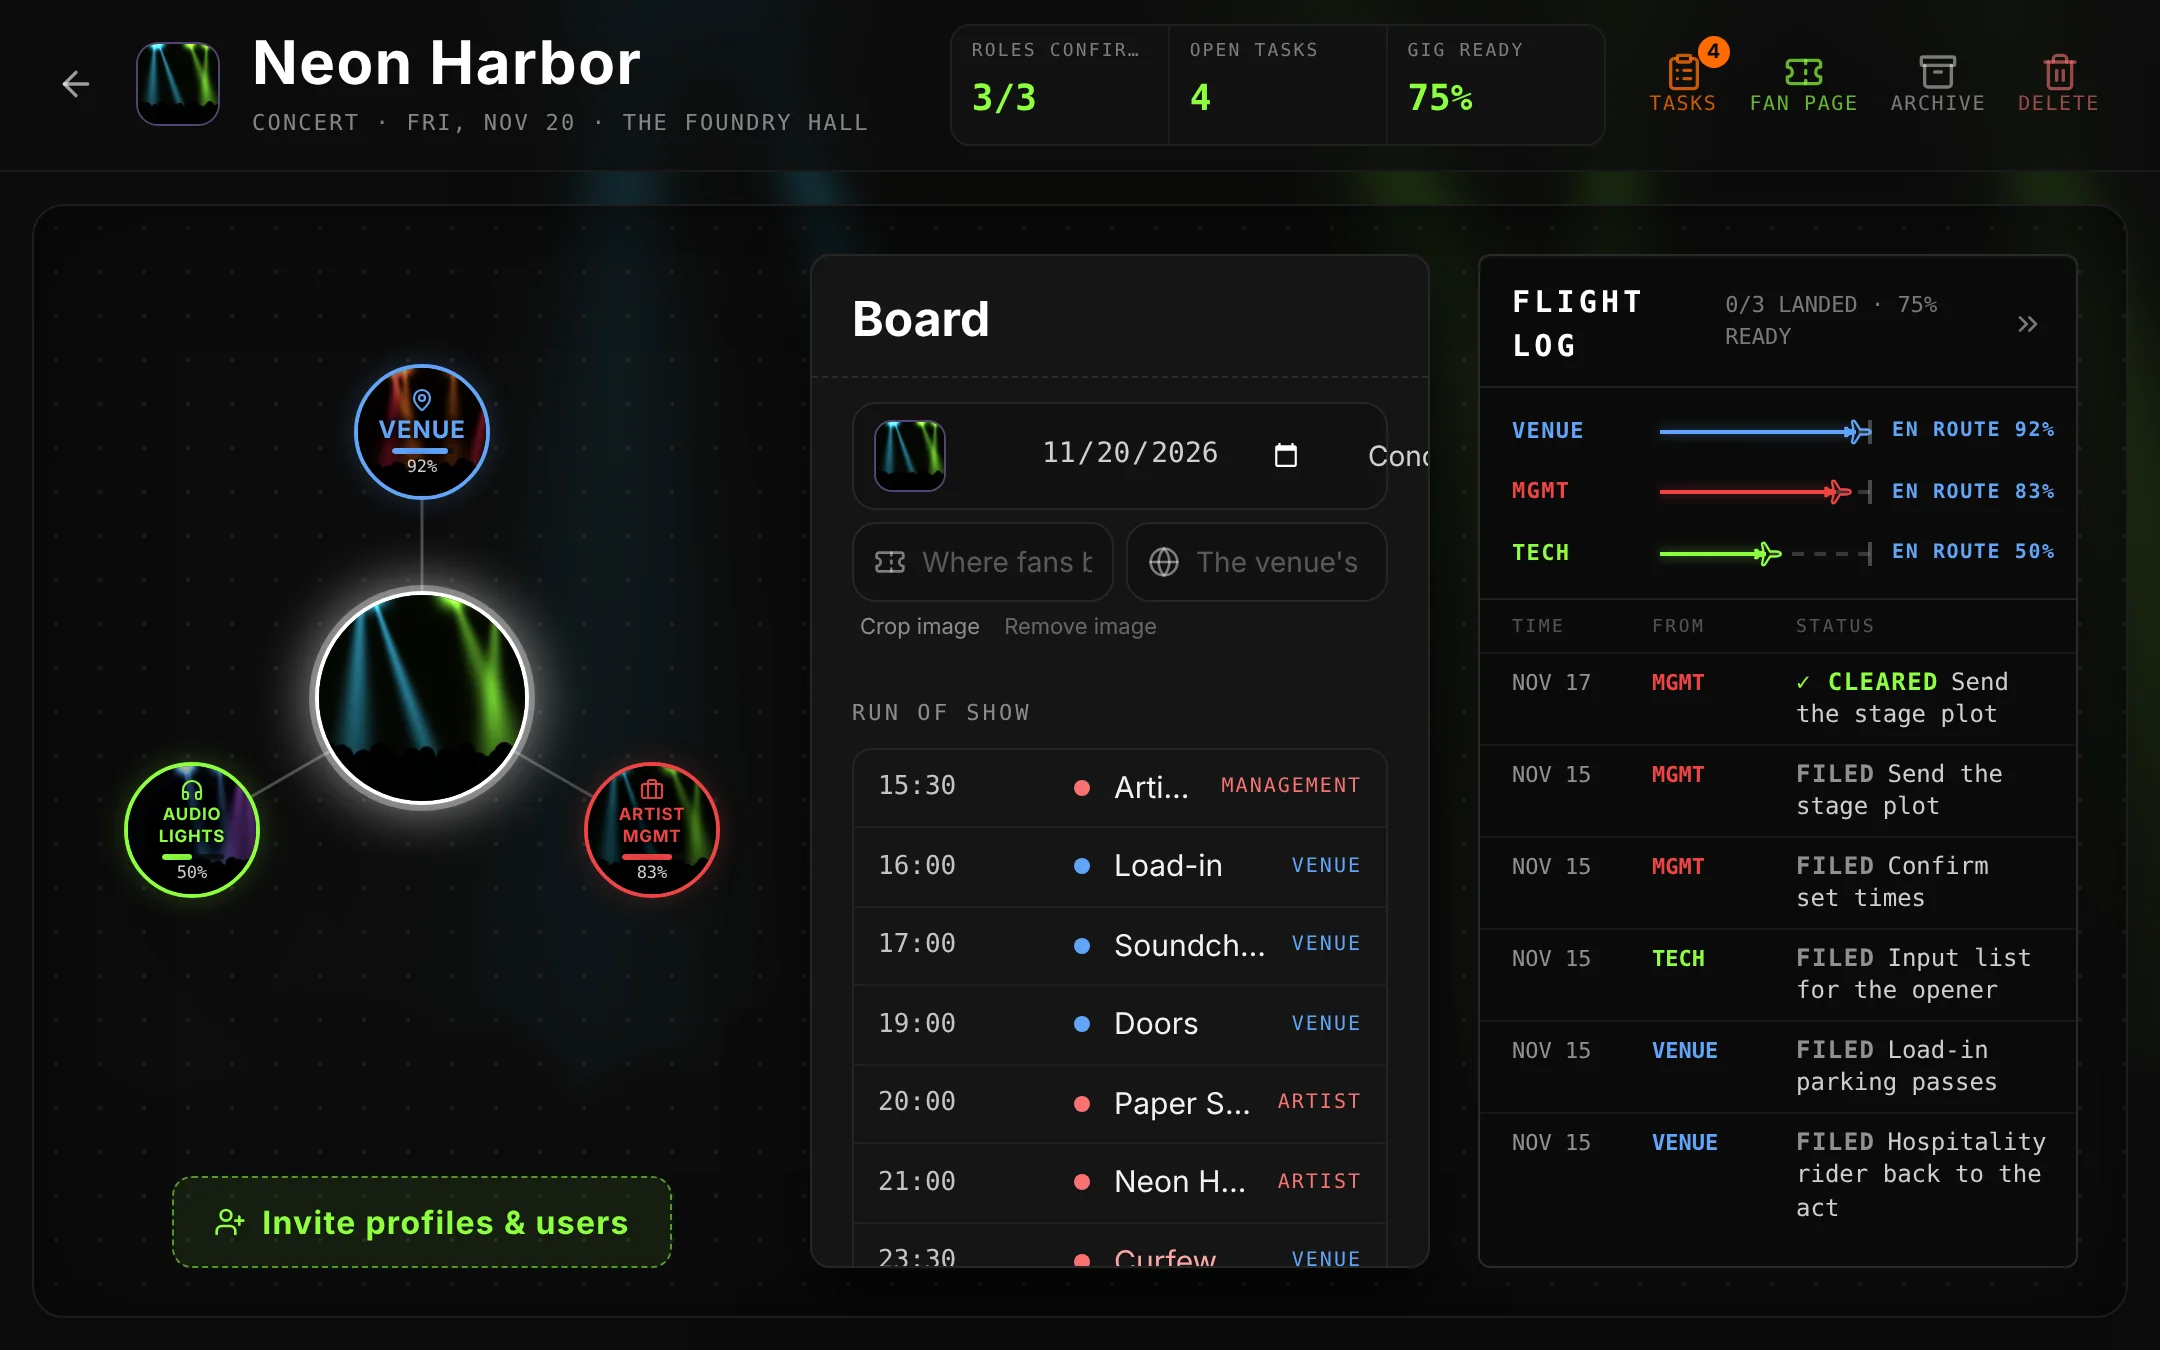 Neon Harbor
CONCERT · FRI, NOV 20 · THE FOUNDRY HALL
ROLES CONFIR…
3/3
OPEN TASKS
4
GIG READY
75%
4
TASKS
FAN PAGE
ARCHIVE
DELETE
VENUE
92%
AUDIO
LIGHTS
50%
ARTIST
MGMT
83%
Invite profiles & users
Board
11/20/2026
Conc
Where fans b
The venue's
Crop image
Remove image
RUN OF SHOW
15:30 Arti... MANAGEMENT
16:00 Load-in VENUE
17:00 Soundch... VENUE
19:00 Doors VENUE
20:00 Paper S... ARTIST
21:00 Neon H... ARTIST
23:30 Curfew VENUE
FLIGHT
LOG
0/3 LANDED · 75%
READY
VENUE EN ROUTE 92%
MGMT EN ROUTE 83%
TECH EN ROUTE 50%
TIME FROM STATUS
NOV 17 MGMT ✓ CLEARED Send
the stage plot
NOV 15 MGMT FILED Send the
stage plot
NOV 15 MGMT FILED Confirm
set times
NOV 15 TECH FILED Input list
for the opener
NOV 15 VENUE FILED Load-in
parking passes
NOV 15 VENUE FILED Hospitality
rider back to the
act